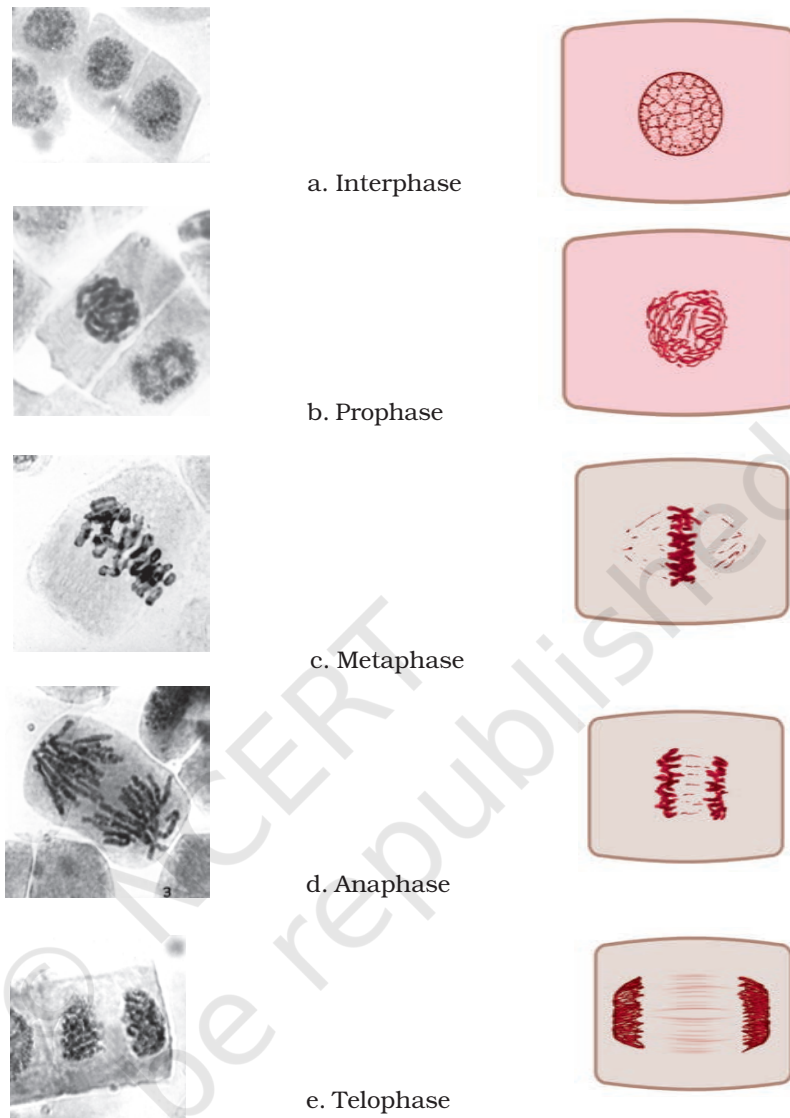 a. Interphase
b. Prophase
c. Metaphase
3
d. Anaphase
e. Telophase
© NCERT
be republished